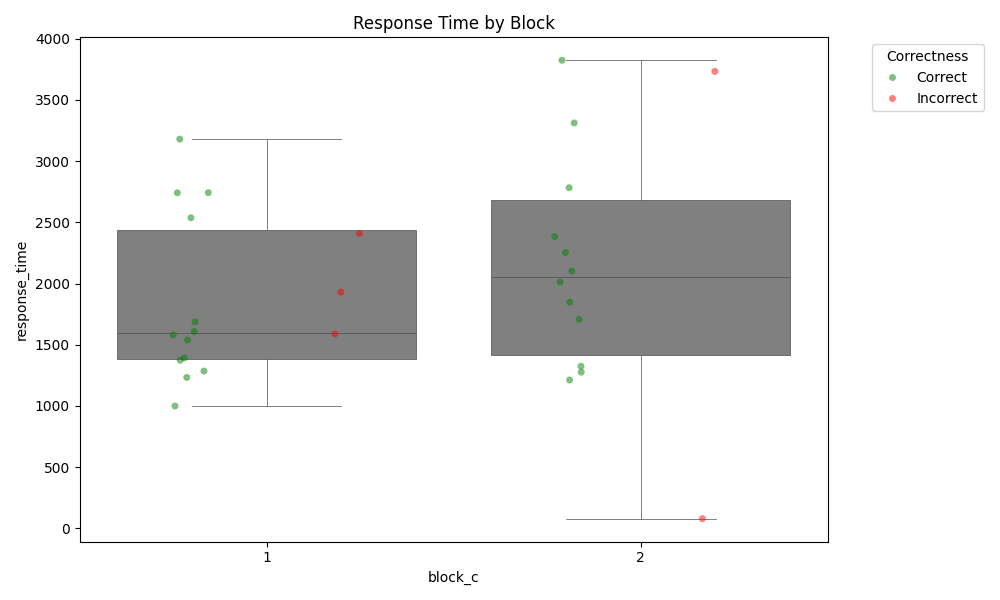 Response Time by Block
response_time
4000
3500
3000
2500
2000
1500
1000
500
0
1
2
block_c
Correctness
Correct
Incorrect